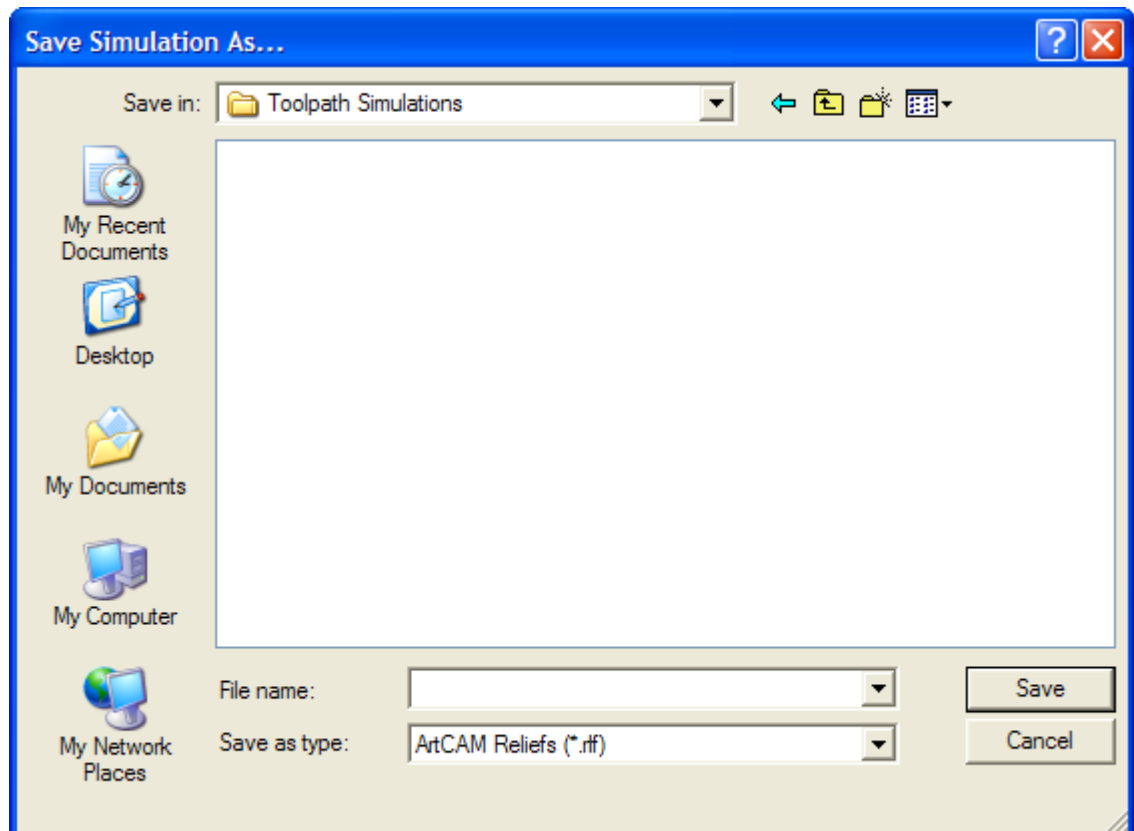 Save Simulation As...
Save in:
Toolpath Simulations
My Recent
Documents
Desktop
My Documents
My Computer
My Network
Places
File name:
Save
Save as type:
ArtCAM Reliefs (*.rlf)
Cancel